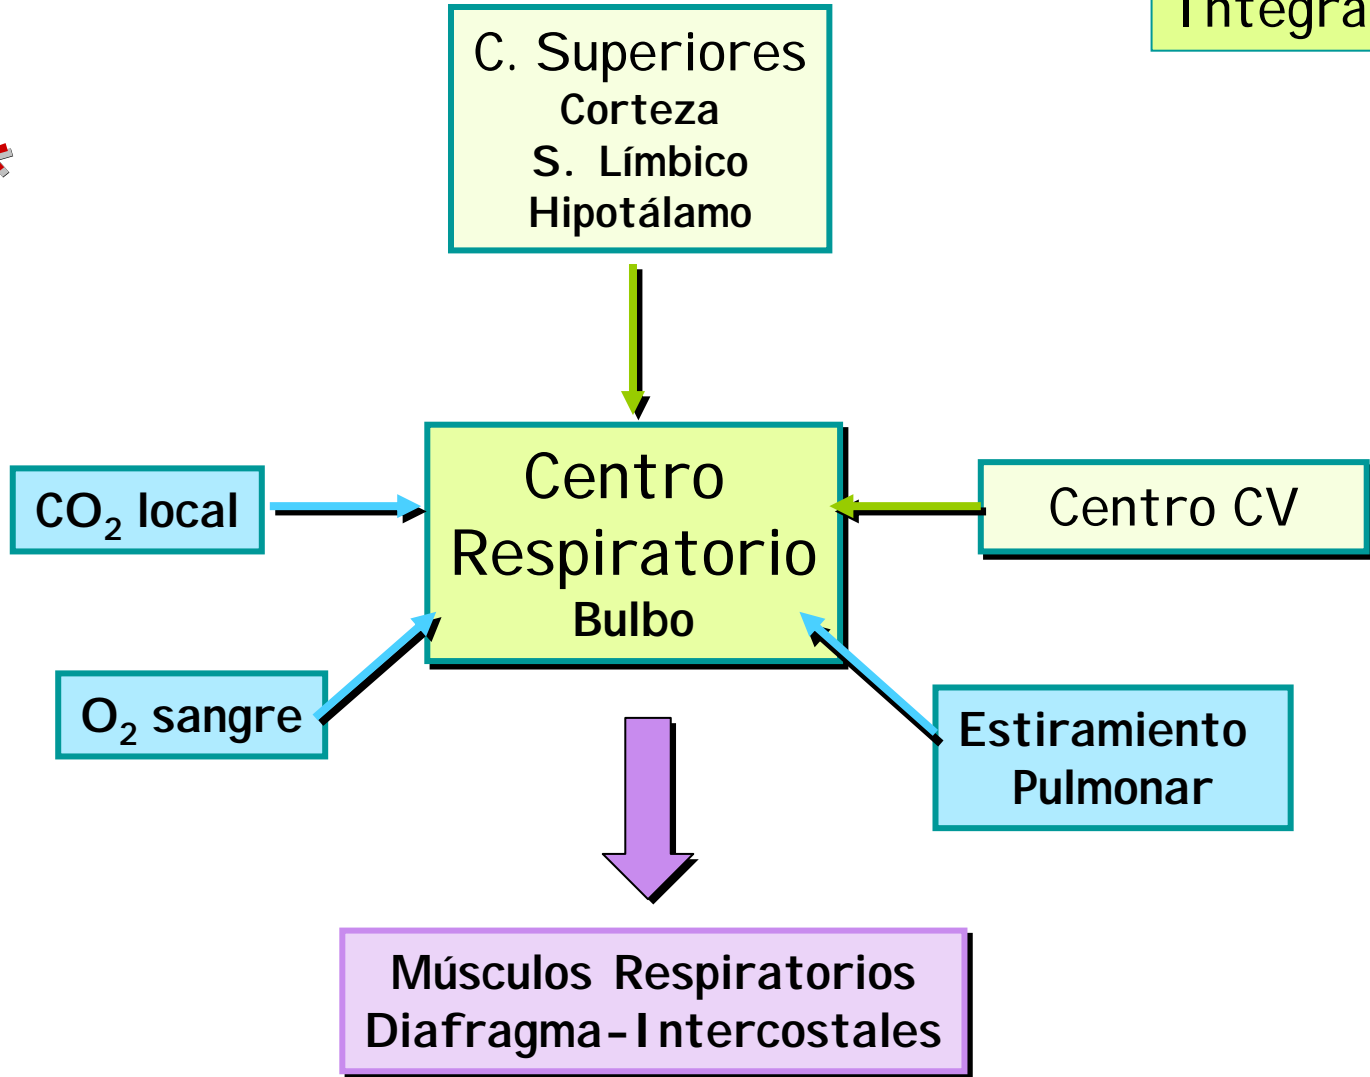 Integra
C. Superiores
Corteza
S. Límbico
Hipotálamo
CO₂ local
Centro
Respiratorio
Bulbo
Centro CV
O₂ sangre
Estiramiento
Pulmonar
Músculos Respiratorios
Diafragma-Intercostales